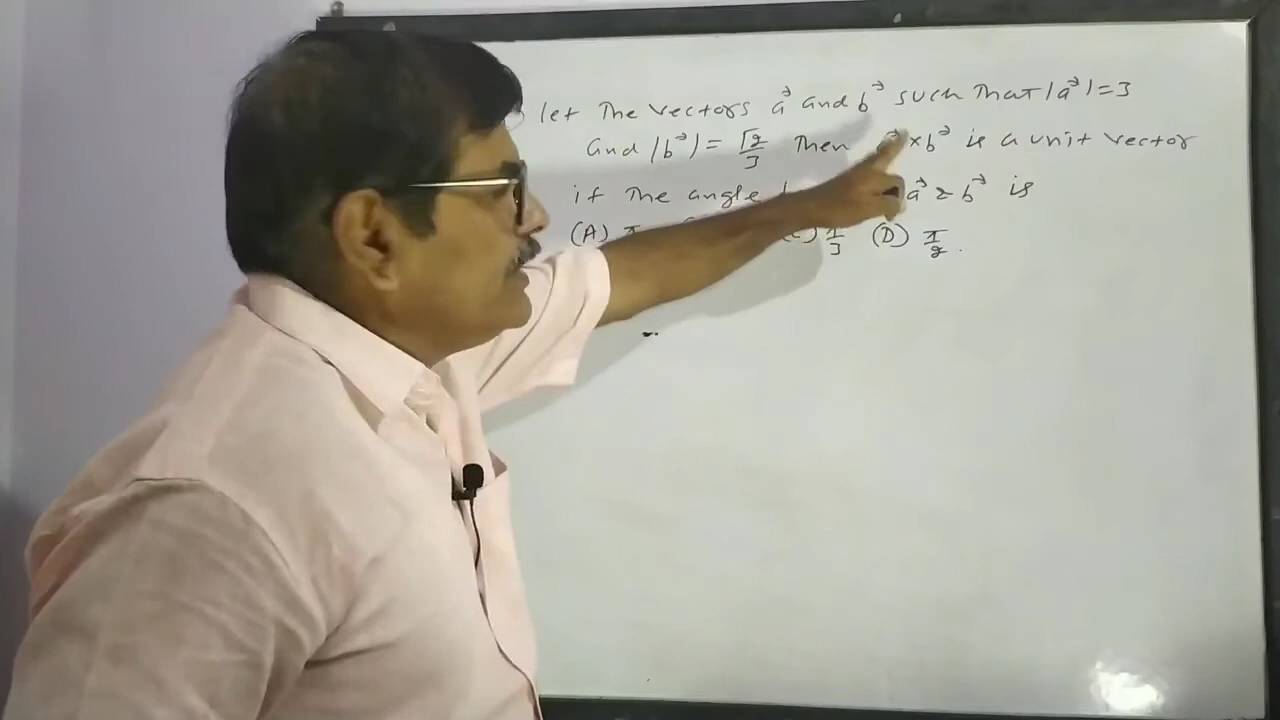 let The vectors a⃗ and b⃗ such That |a⃗| = 3
and |b⃗| = √2/3 Then a⃗ × b⃗ is a unit vector
if The angle a⃗ & b⃗ is
(A) π/3 (D) π/2.